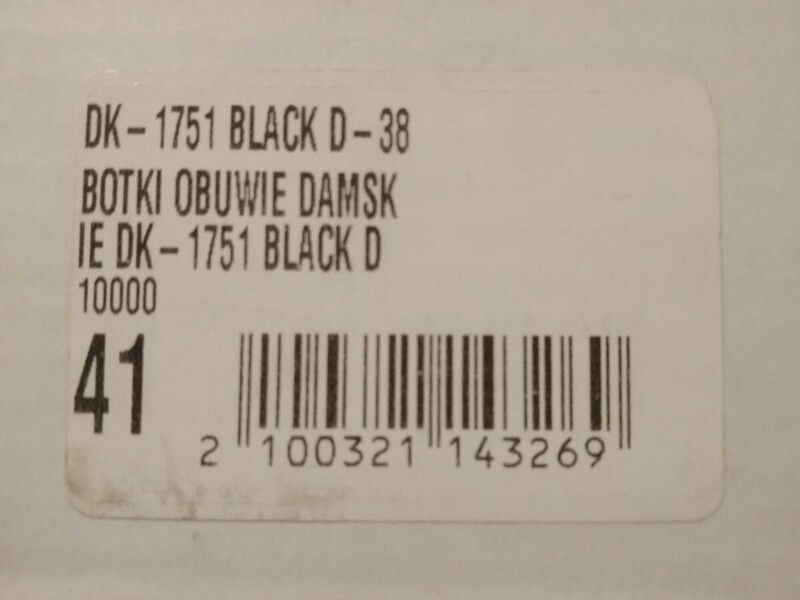 DK-1751 BLACK D-38
BOTKI OBUWIE DAMSK
IE DK-1751 BLACK D
10000
41
2 100321 143269